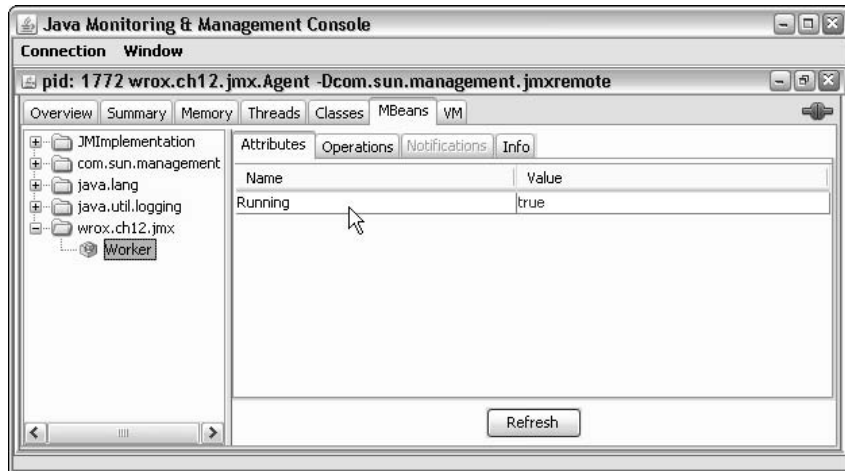 Java Monitoring & Management Console
Connection Window
pid: 1772 wrox.ch12.jmx.Agent -Dcom.sun.management.jmxremote
Overview Summary Memory Threads Classes MBeans VM
JMImplementation
com.sun.management
java.lang
java.util.logging
wrox.ch12.jmx
Worker
Attributes Operations Notifications Info
Name Value
Running true
Refresh